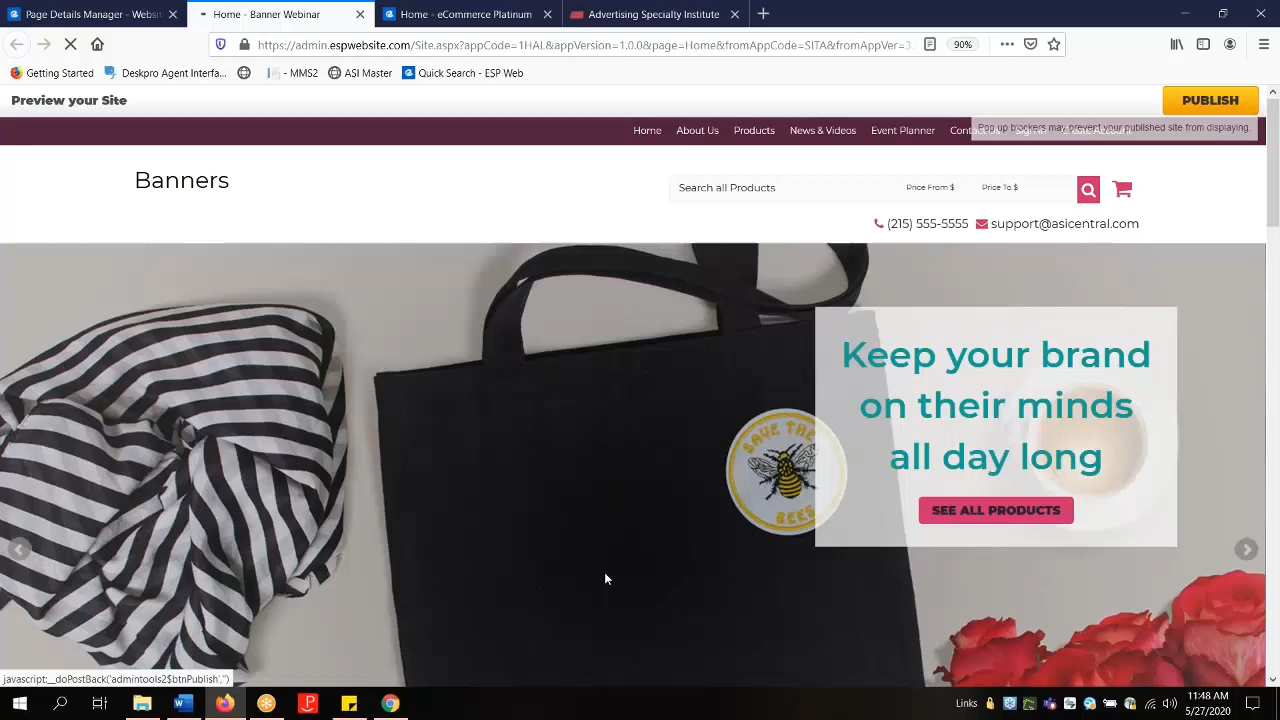 Page Details Manager - Websit
Home - Banner Webinar
Home - eCommerce Platinum
Advertising Specialty Institute
https://admin.espwebsite.com/Site.aspx?appCode=1HAL&appVersion=1.0.0&page=Home&fromAppCode=SITA&fromAppVer=
90%
Getting Started
Deskpro Agent Interfa...
- MMS2
ASI Master
Quick Search - ESP Web
Preview your Site
PUBLISH
Pop up blockers may prevent your published site from displaying.
Home
About Us
Products
News & Videos
Event Planner
Banners
Search all Products
Price From $
Price To $
(215) 555-5555
support@asicentral.com
Keep your brand
on their minds
all day long
SEE ALL PRODUCTS
SAVE THE
BEES
javascript:__doPostBack('admintools2$btnPublish','')
Links
11:48 AM
5/27/2020